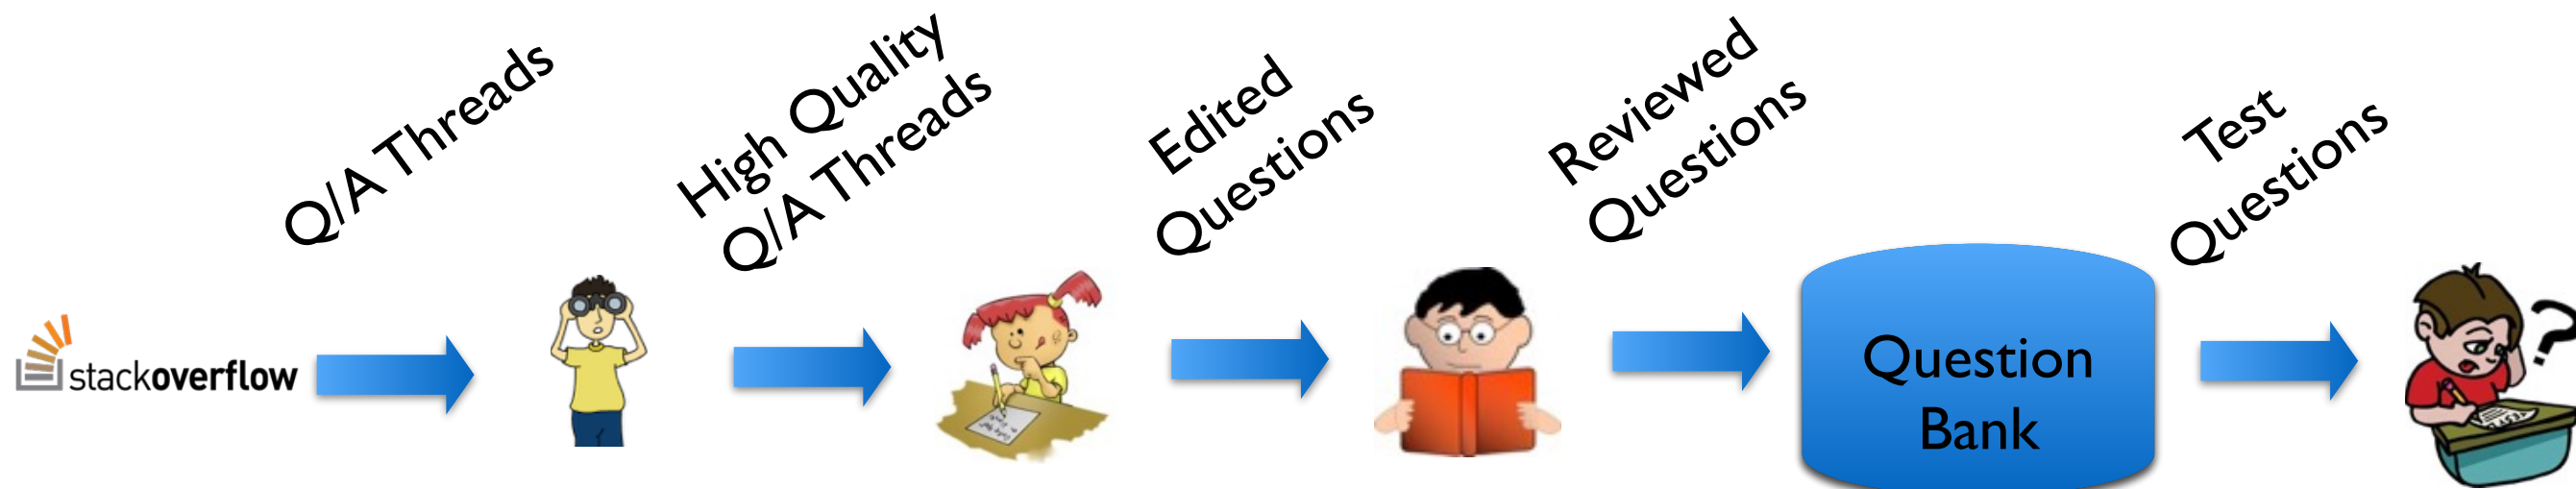 stackoverflow
Q/A Threads
High Quality
Q/A Threads
Edited
Questions
Reviewed
Questions
Question
Bank
Test
Questions